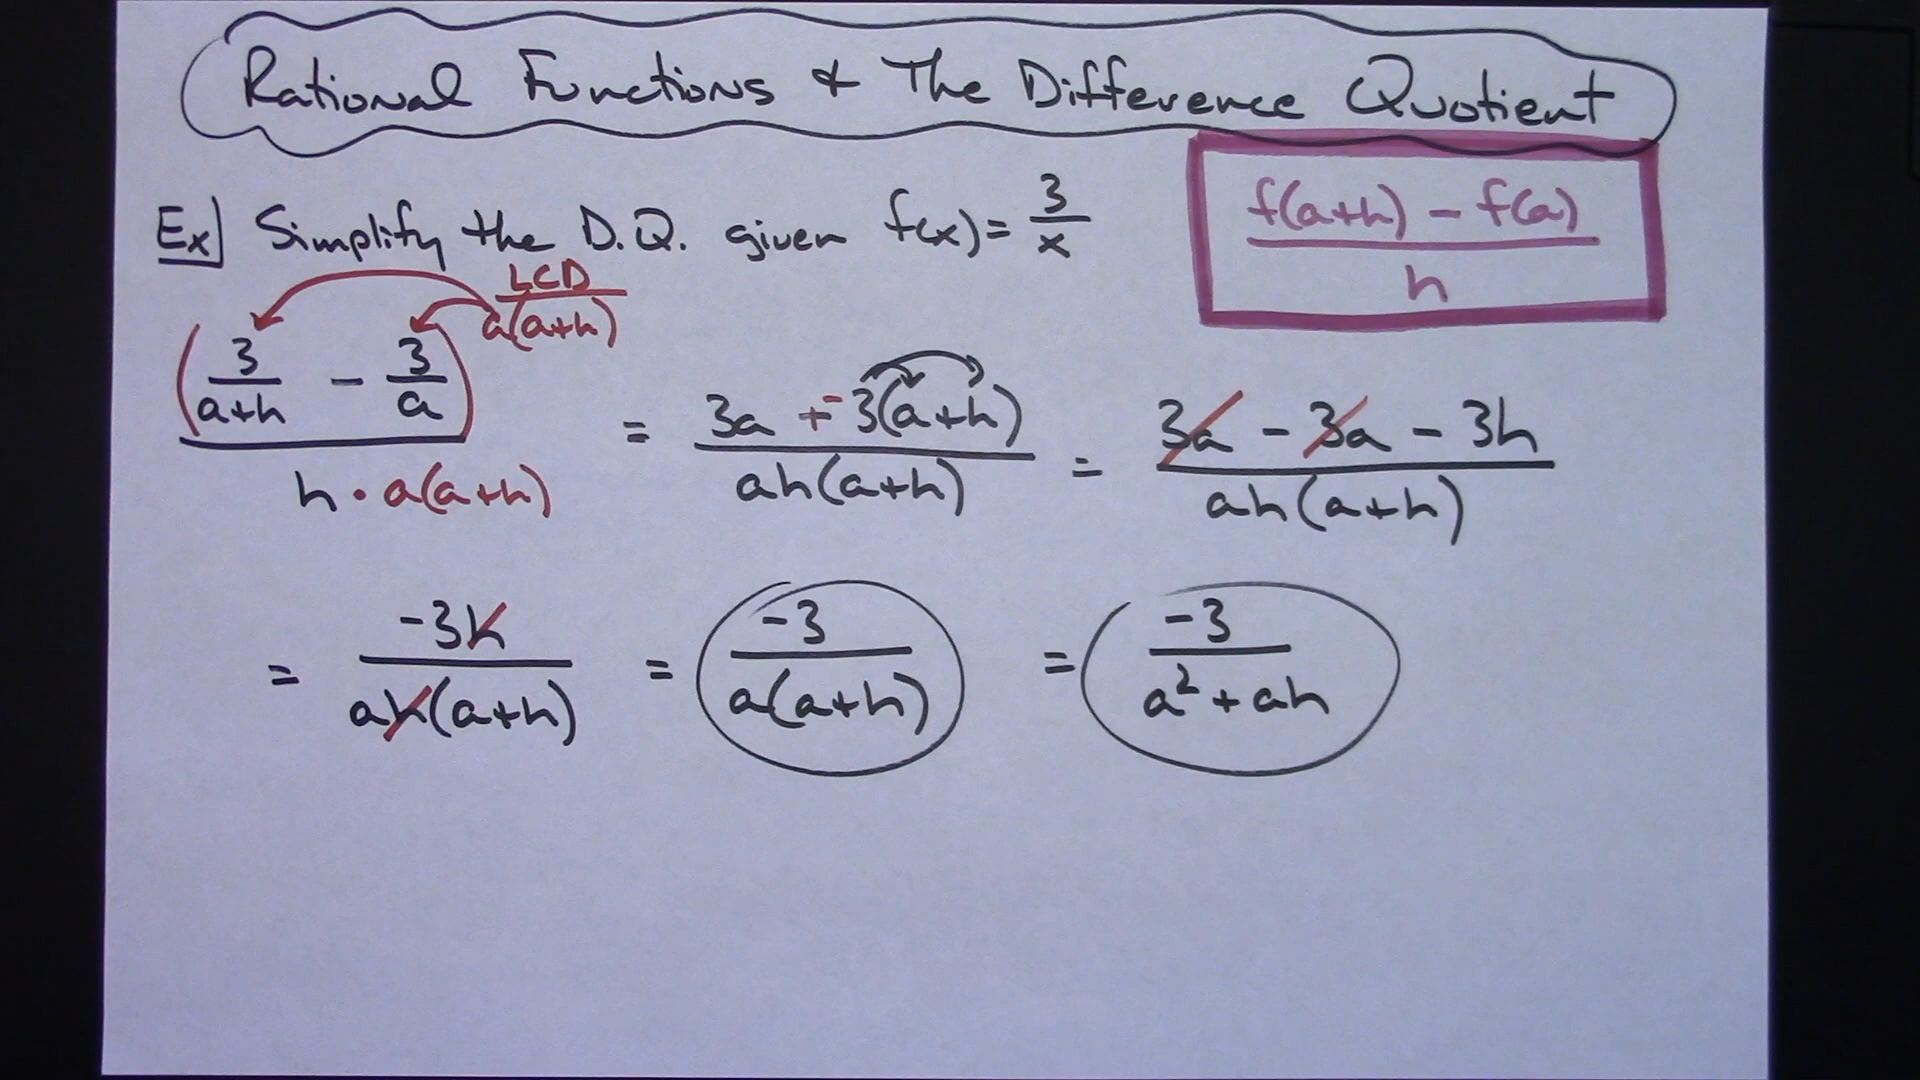 Rational Functions & The Difference Quotient
Ex] Simplify the D.Q. given f(x) = 3/x
(f(a+h) - f(a))/h
LCD
a(a+h)
(3/(a+h) - 3/a)/(h · a(a+h)) = (3a +- 3(a+h))/(ah(a+h)) = (3a - 3a - 3h)/(ah(a+h))
= -3h/(ah(a+h)) = -3/(a(a+h)) = -3/(a² + ah)